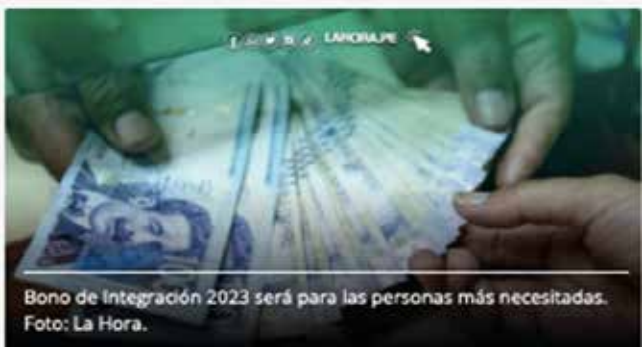 LAHORA.PE
Bono de Integración 2023 será para las personas más necesitadas.
Foto: La Hora.